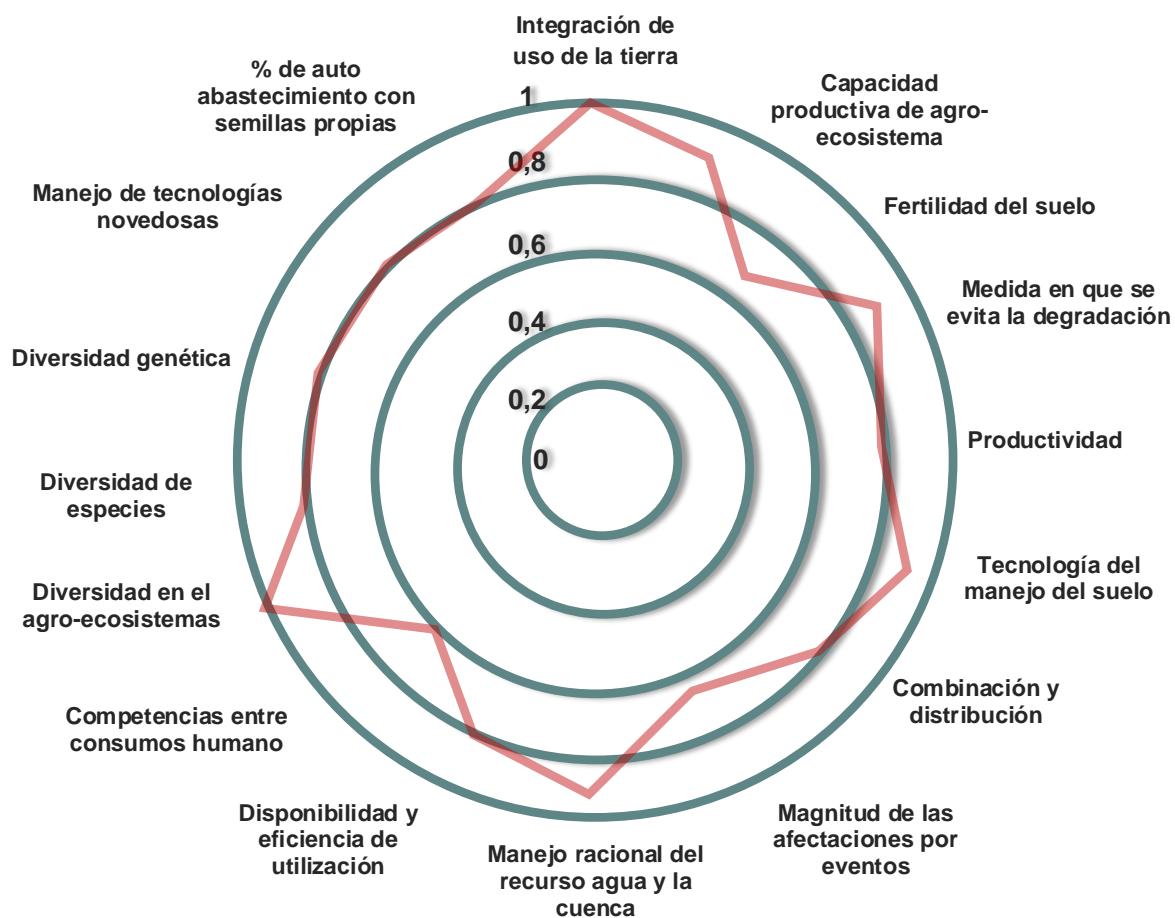 Integración de
uso de la tierra
Capacidad
productiva de agro-
ecosistema
Fertilidad del suelo
Medida en que se
evita la degradación
Productividad
Tecnología del
manejo del suelo
Combinación y
distribución
Magnitud de las
afectaciones por
eventos
Manejo racional del
recurso agua y la
cuenca
Disponibilidad y
eficiencia de
utilización
Competencias entre
consumos humano
Diversidad en el
agro-ecosistemas
Diversidad de
especies
Diversidad genética
Manejo de tecnologías
novedosas
% de auto
abastecimiento con
semillas propias
1
0,8
0,6
0,4
0,2
0